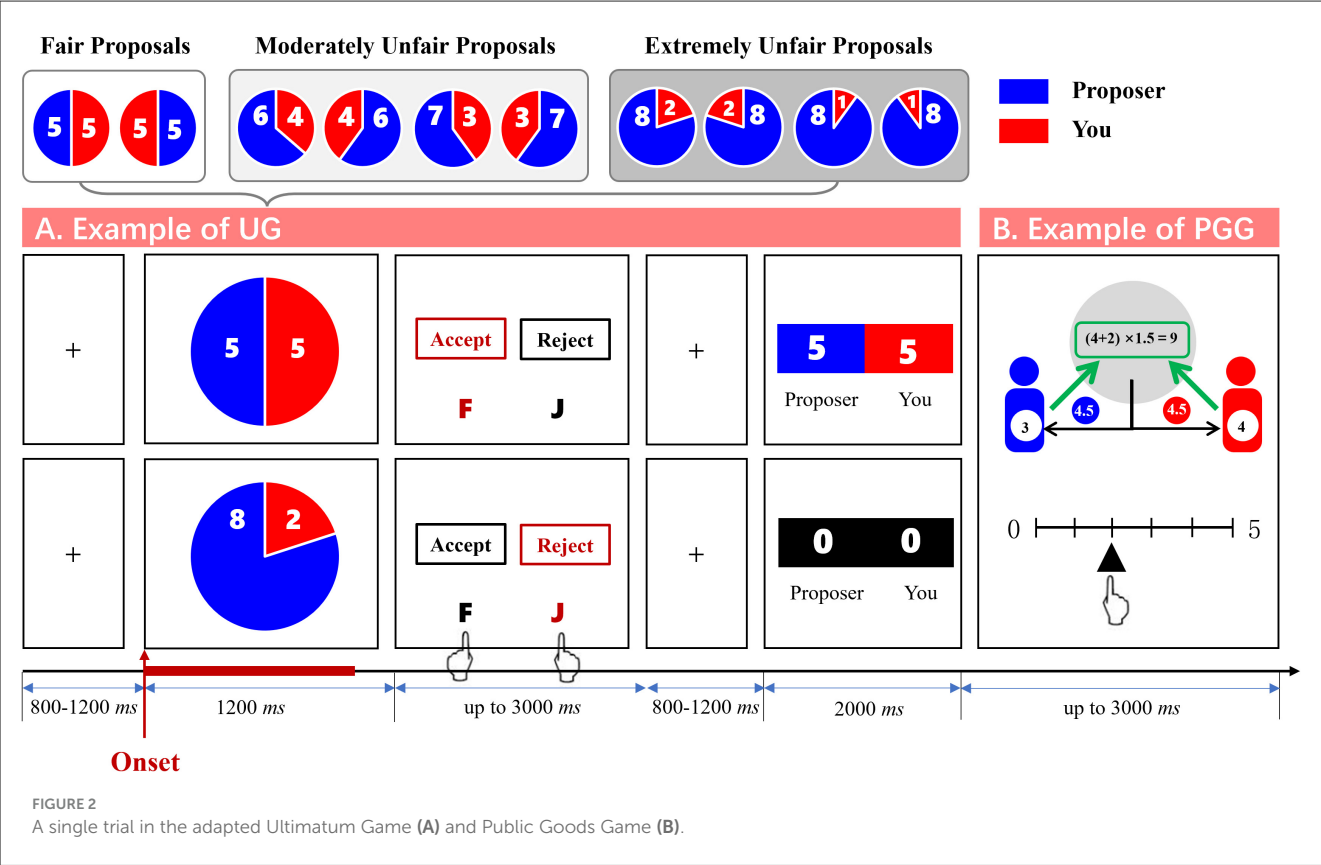 Fair Proposals
Moderately Unfair Proposals
Extremely Unfair Proposals
5 5 5 5
6 4 4 6 7 3 3 7
8 2 2 8 8 1 1 8
Proposer
You
A. Example of UG
B. Example of PGG
+
5 5
Accept Reject
F J
+
5 5
Proposer You
(4+2) ×1.5 = 9
4.5 4.5
3 4
0 5
+
8 2
Accept Reject
F J
+
0 0
Proposer You
800-1200 ms
1200 ms
up to 3000 ms
800-1200 ms
2000 ms
up to 3000 ms
Onset
FIGURE 2
A single trial in the adapted Ultimatum Game (A) and Public Goods Game (B).